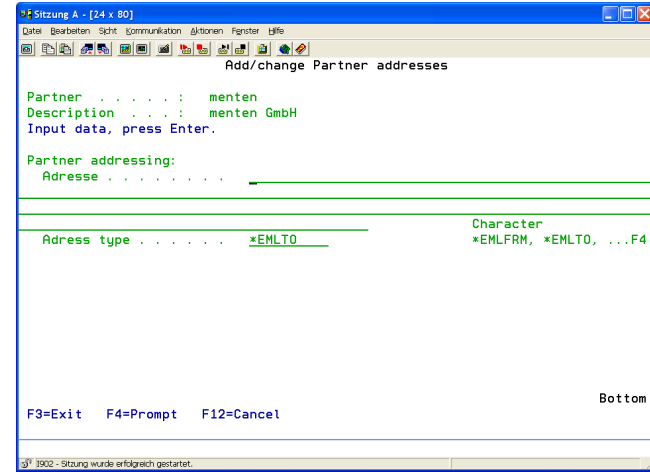 Sitzung A - [24 x 80]
Datei Bearbeiten Sicht Kommunikation Aktionen Fenster Hilfe
Add/change Partner addresses
Partner . . . . . : menten
Description . . . : menten GmbH
Input data, press Enter.
Partner addressing:
Adresse . . . . . . . .
Character
Adress type . . . . . . *EMLTO *EMLFRM, *EMLTO, ...F4
Bottom
F3=Exit F4=Prompt F12=Cancel
I902 - Sitzung wurde erfolgreich gestartet.